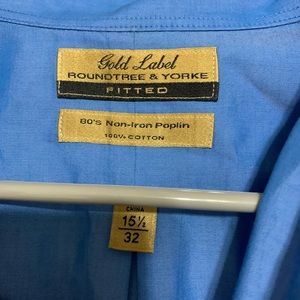 Gold Label
ROUNDTREE & YORKE
FITTED
80's Non-Iron Poplin
100% COTTON
CHINA
15½
32